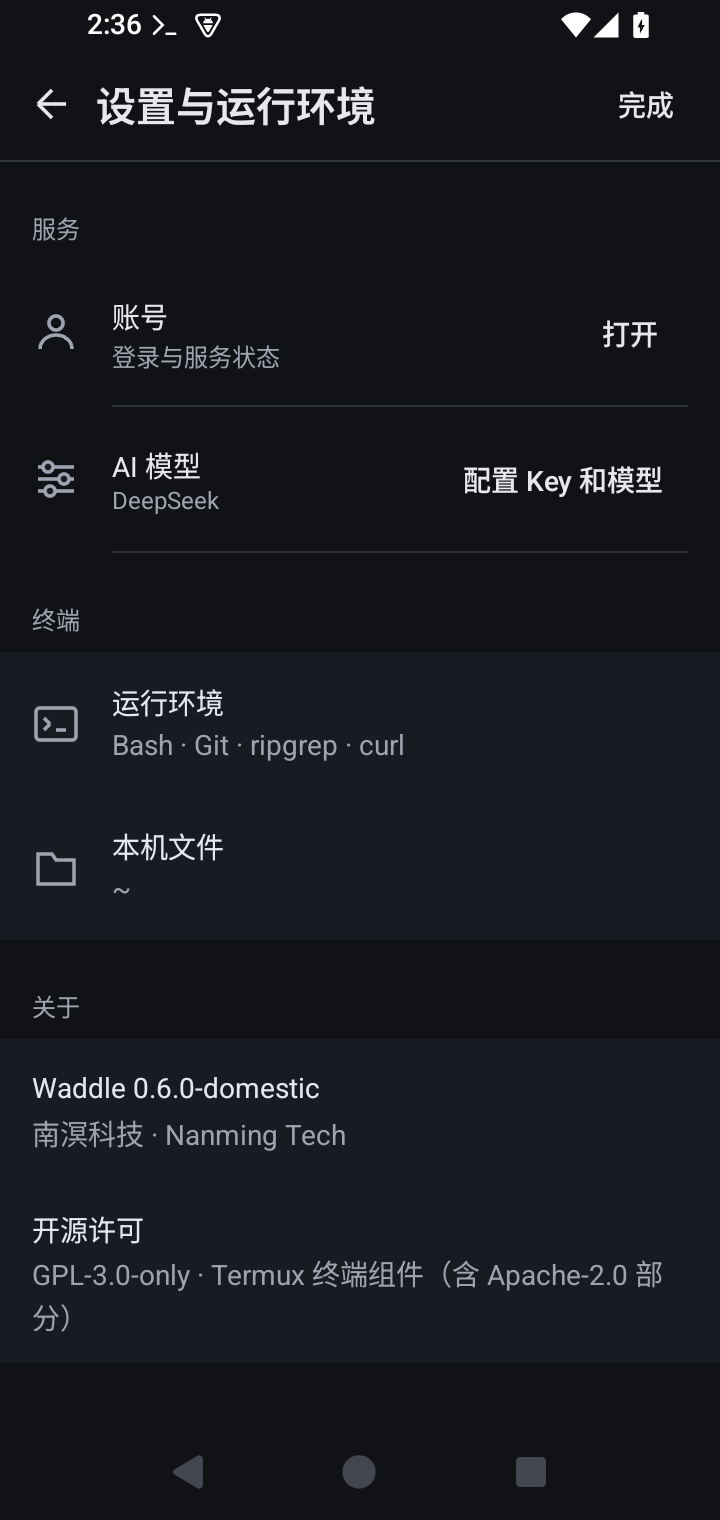 2:36
设置与运行环境
完成
服务
账号
登录与服务状态
打开
AI 模型
DeepSeek
配置 Key 和模型
终端
运行环境
Bash · Git · ripgrep · curl
本机文件
~
关于
Waddle 0.6.0-domestic
南溟科技 · Nanming Tech
开源许可
GPL-3.0-only · Termux 终端组件（含 Apache-2.0 部
分）